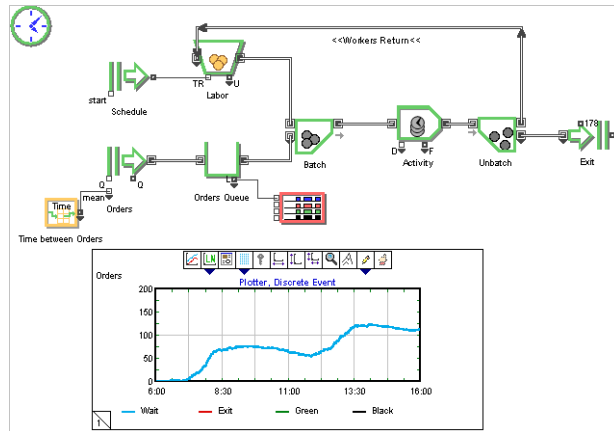 <<Workers Return<<
TR
U
start
Labor
Schedule
178
Batch
D
F
Activity
Unbatch
Exit
Q
Q
L
mean
Orders
Orders Queue
Time
Time between Orders
LN
Orders
Plotter, Discrete Event
200
150
100
50
0
6:00 8:30 11:00 13:30 16:00
Wait Exit Green Black
1